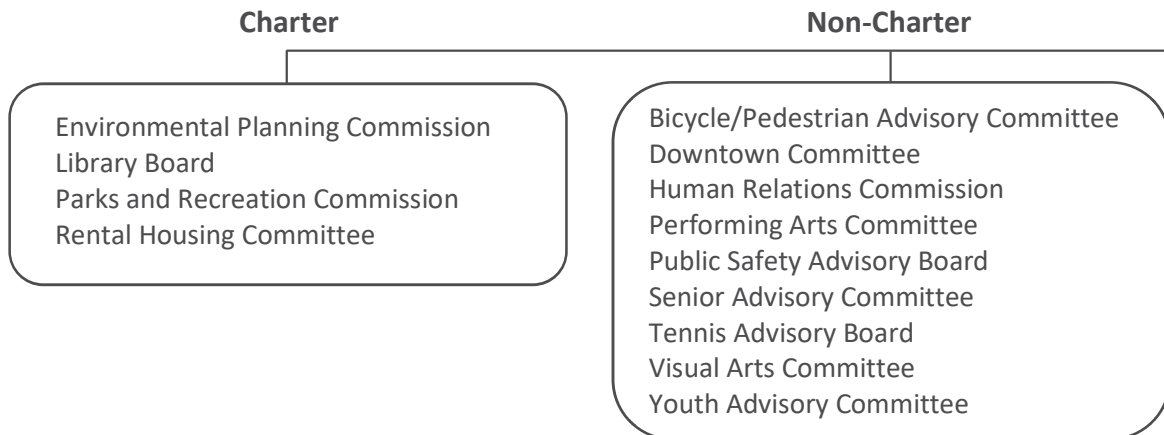 Charter
Environmental Planning Commission
Library Board
Parks and Recreation Commission
Rental Housing Committee
Non-Charter
Bicycle/Pedestrian Advisory Committee
Downtown Committee
Human Relations Commission
Performing Arts Committee
Public Safety Advisory Board
Senior Advisory Committee
Tennis Advisory Board
Visual Arts Committee
Youth Advisory Committee